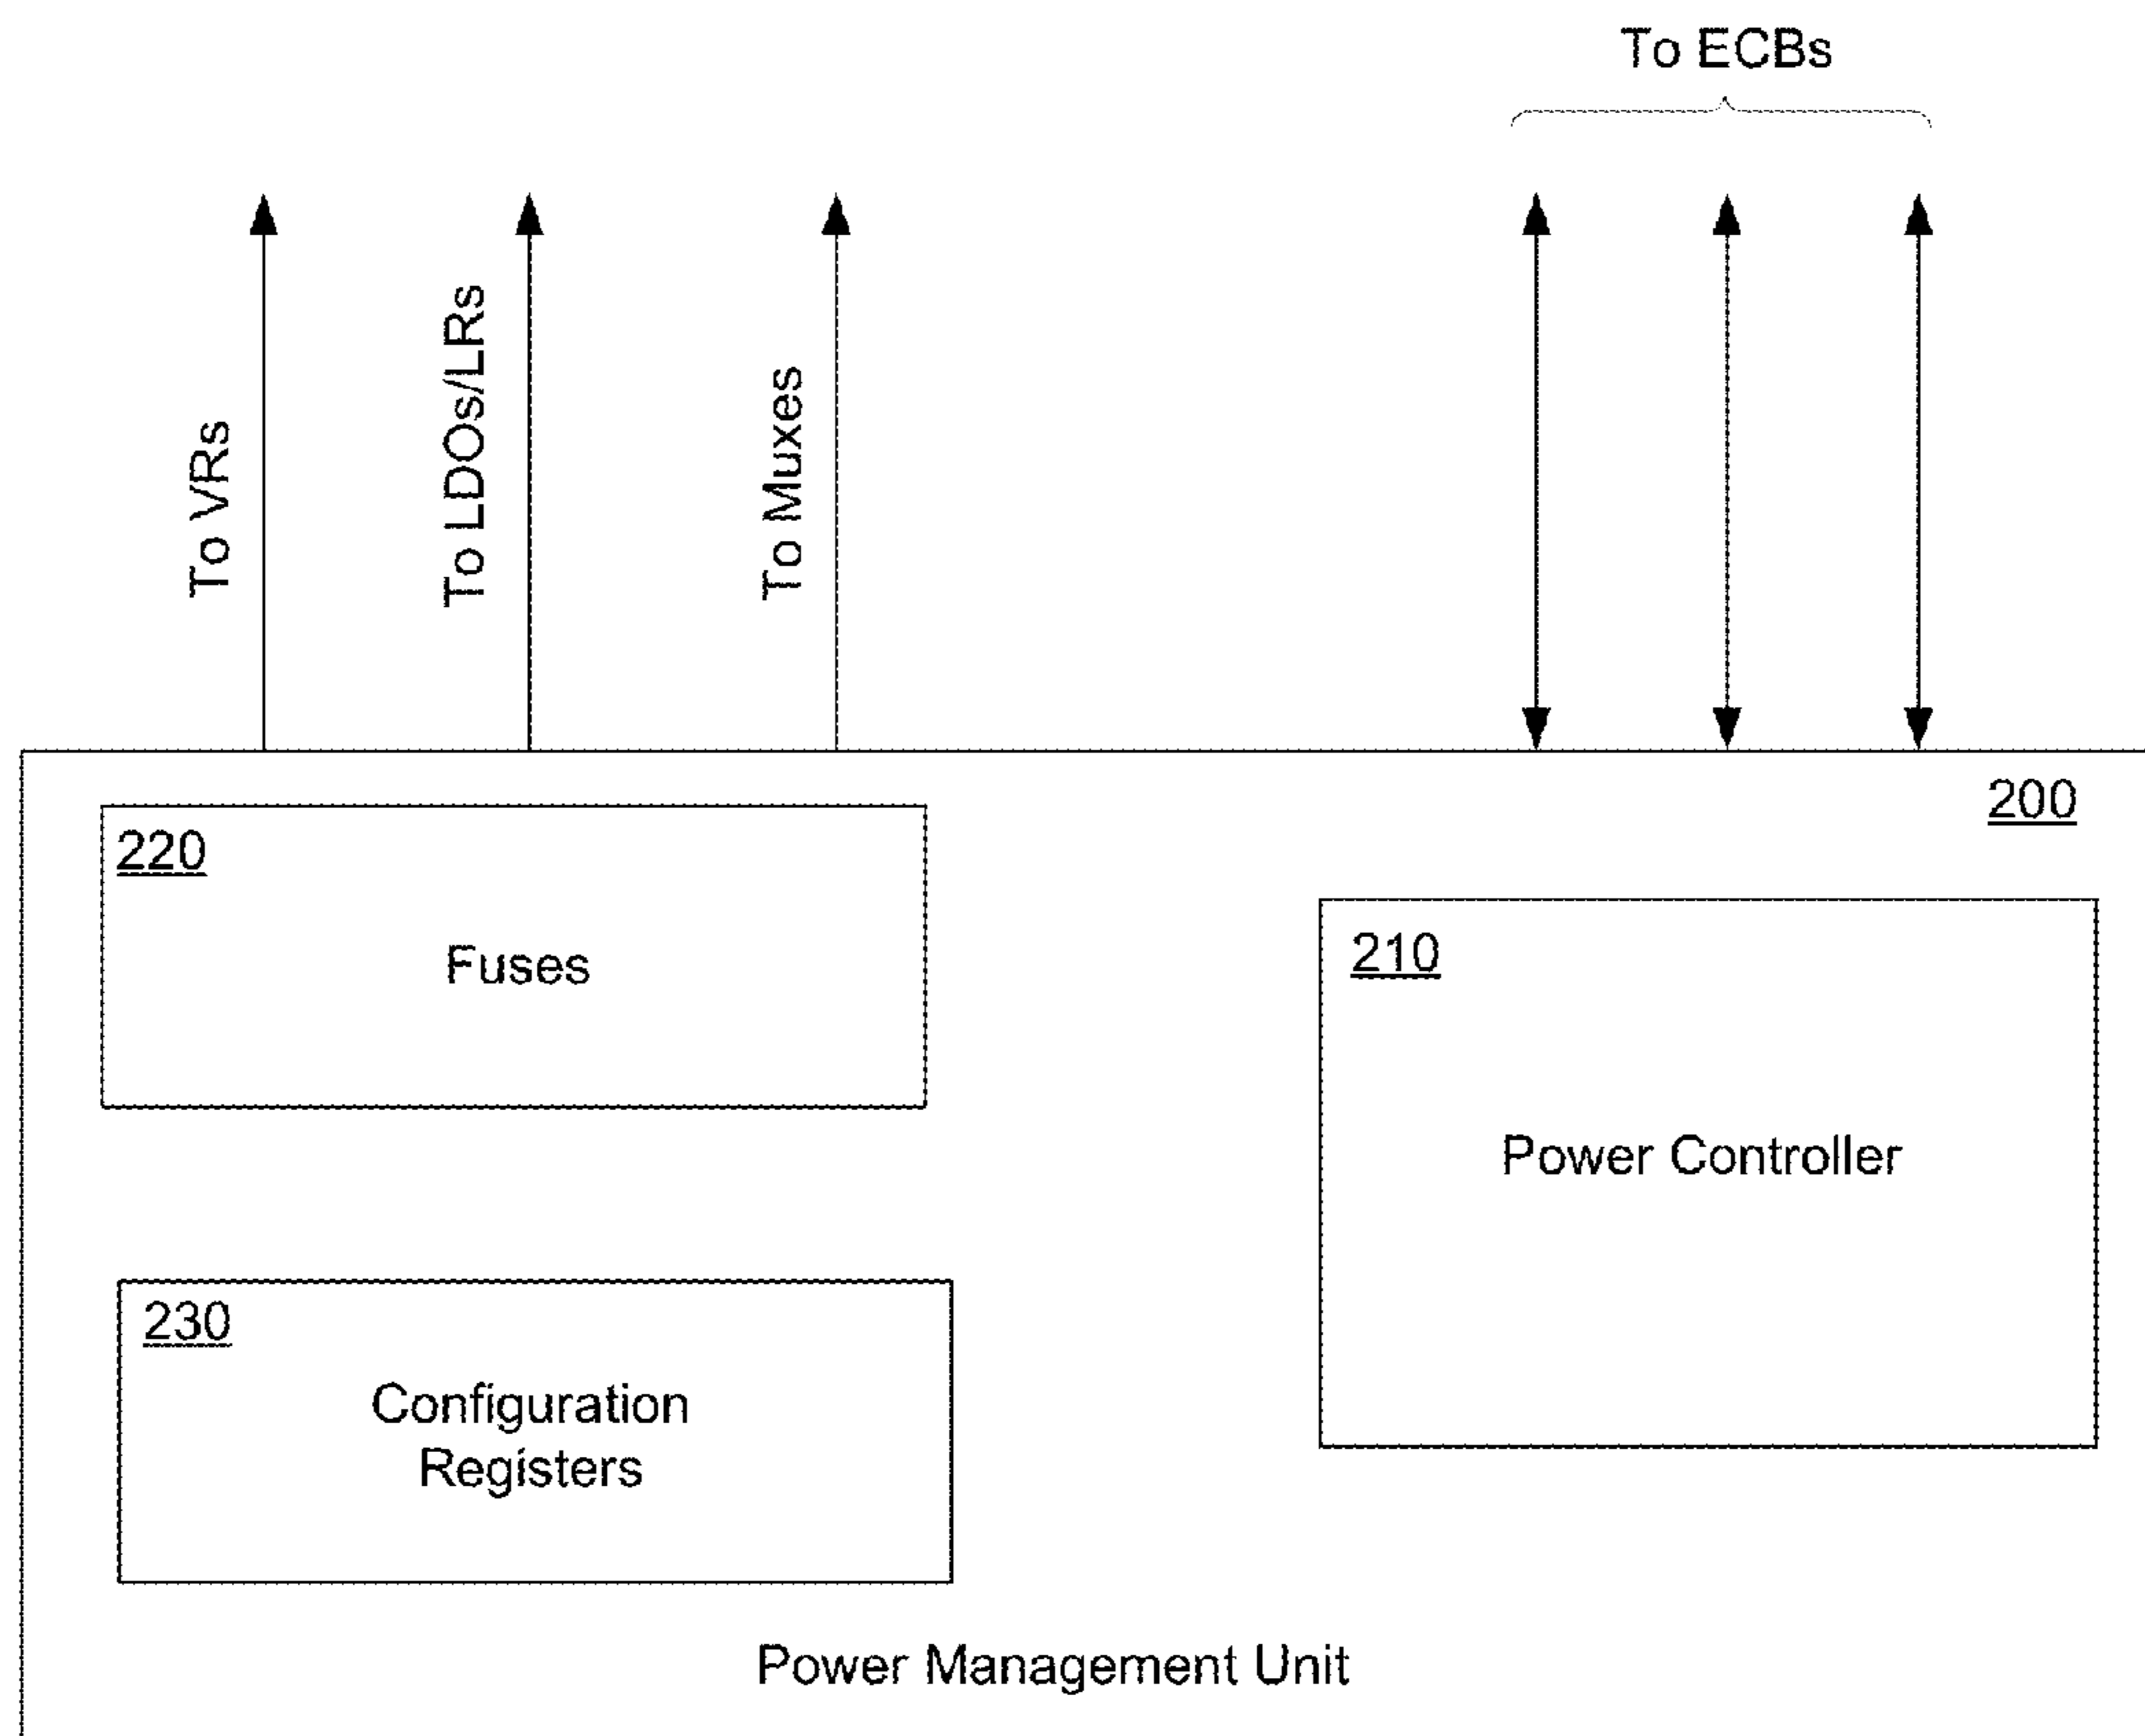 To ECBs
To VRs
To LDOs/LRs
To Muxes
200
220
Fuses
210
Power Controller
230
Configuration
Registers
Power Management Unit